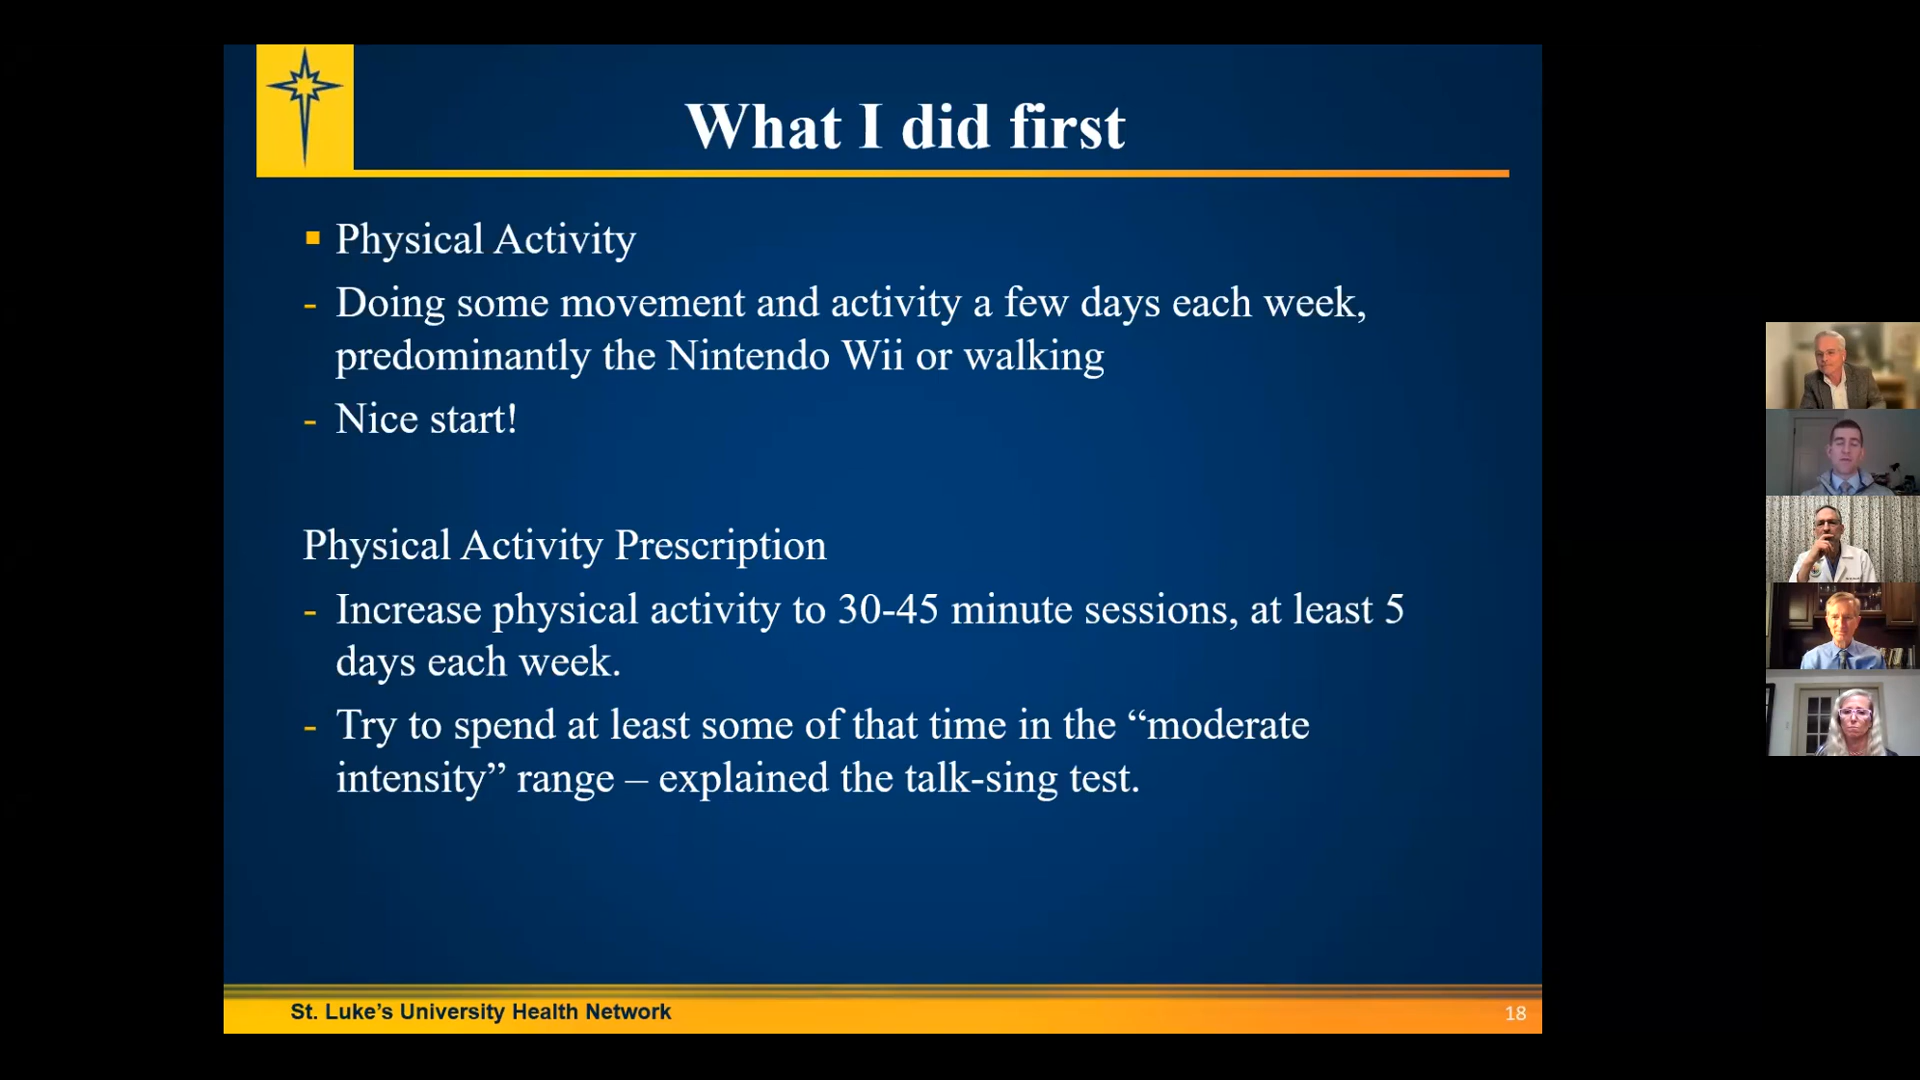 What I did first
Physical Activity
- Doing some movement and activity a few days each week,
predominantly the Nintendo Wii or walking
- Nice start!
Physical Activity Prescription
- Increase physical activity to 30-45 minute sessions, at least 5
days each week.
- Try to spend at least some of that time in the “moderate
intensity” range – explained the talk-sing test.
St. Luke’s University Health Network
18